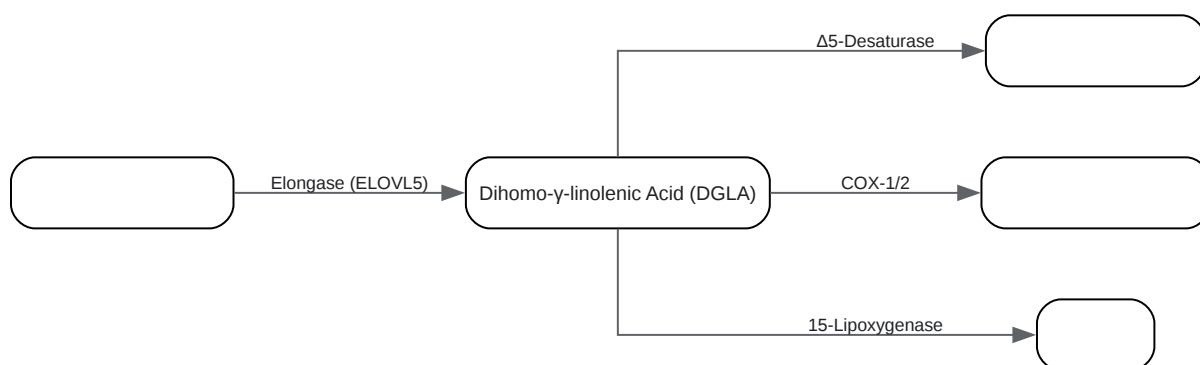 Δ5-Desaturase
Elongase (ELOVL5)
Dihomo-γ-linolenic Acid (DGLA)
COX-1/2
15-Lipoxygenase